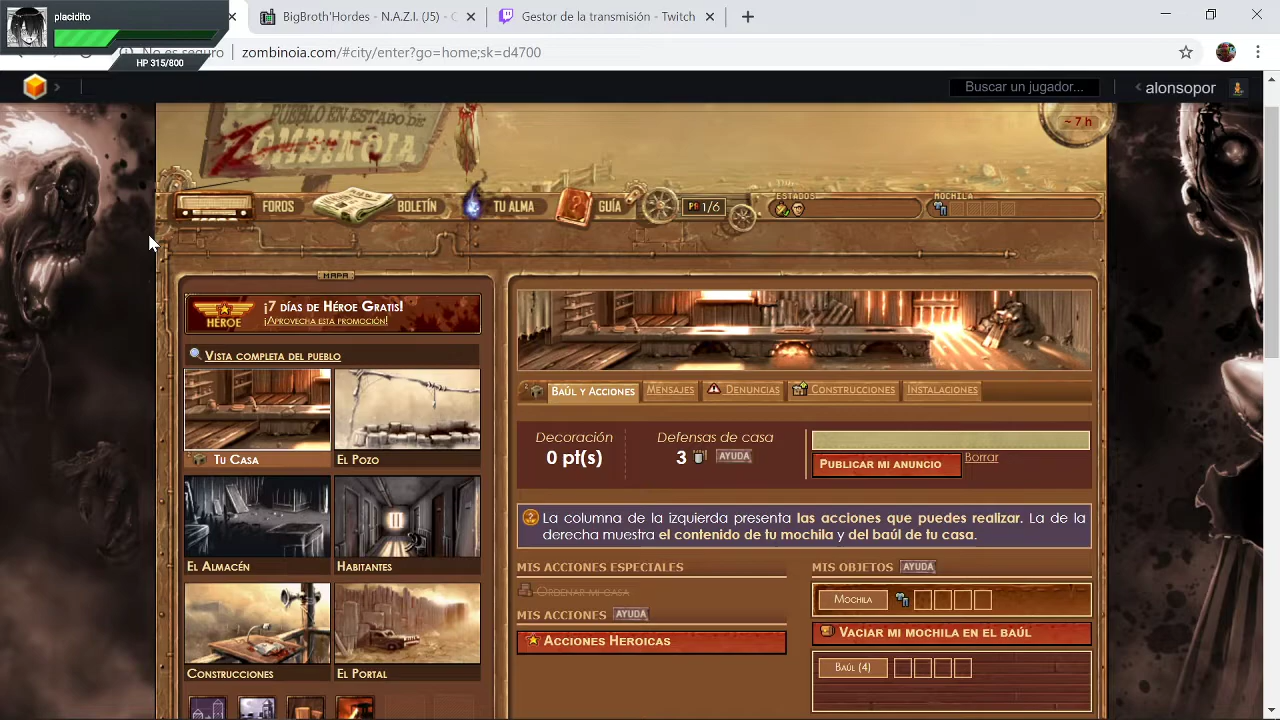 placidito
HP 315/800
BigBroth'Hordes - N.A.Z.I. (J5) - C
Gestor de la transmisión - Twitch
No es seguro
zombinoia.com/#city/enter?go=home;sk=d4700
Buscar un jugador...
alonsopor
PUEBLO EN ESTADO DE
ZOMBINOIA
~ 7 h
FOROS
BOLETÍN
TU ALMA
GUÍA
PA 1/6
ESTADOS
MOCHILA
MAPA
HÉROE
¡7 DÍAS DE HÉROE GRATIS!
¡APROVECHA ESTA PROMOCIÓN!
VISTA COMPLETA DEL PUEBLO
TU CASA
EL POZO
EL ALMACÉN
HABITANTES
CONSTRUCCIONES
EL PORTAL
BAÚL Y ACCIONES
MENSAJES
DENUNCIAS
CONSTRUCCIONES
INSTALACIONES
Decoración
0 pt(s)
Defensas de casa
3 AYUDA
PUBLICAR MI ANUNCIO
Borrar
La columna de la izquierda presenta las acciones que puedes realizar. La de la
derecha muestra el contenido de tu mochila y del baúl de tu casa.
MIS ACCIONES ESPECIALES
ORDENAR MI CASA
MIS ACCIONES AYUDA
ACCIONES HEROICAS
MIS OBJETOS AYUDA
MOCHILA
VACIAR MI MOCHILA EN EL BAÚL
BAÚL (4)